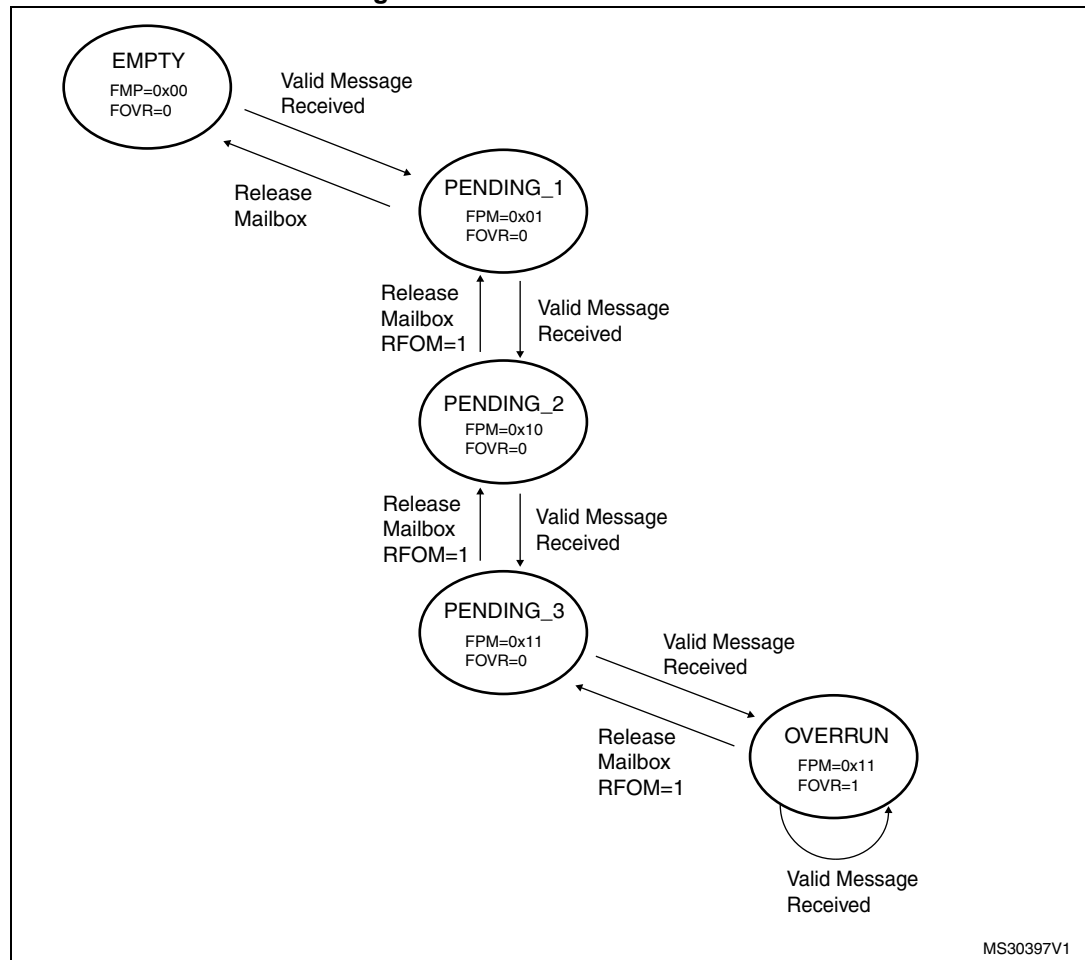 EMPTY
FMP=0x00
FOVR=0
Valid Message
Received
Release
Mailbox
PENDING_1
FPM=0x01
FOVR=0
Release
Mailbox
RFOM=1
Valid Message
Received
PENDING_2
FPM=0x10
FOVR=0
Release
Mailbox
RFOM=1
Valid Message
Received
PENDING_3
FPM=0x11
FOVR=0
Valid Message
Received
Release
Mailbox
RFOM=1
OVERRUN
FPM=0x11
FOVR=1
Valid Message
Received
MS30397V1